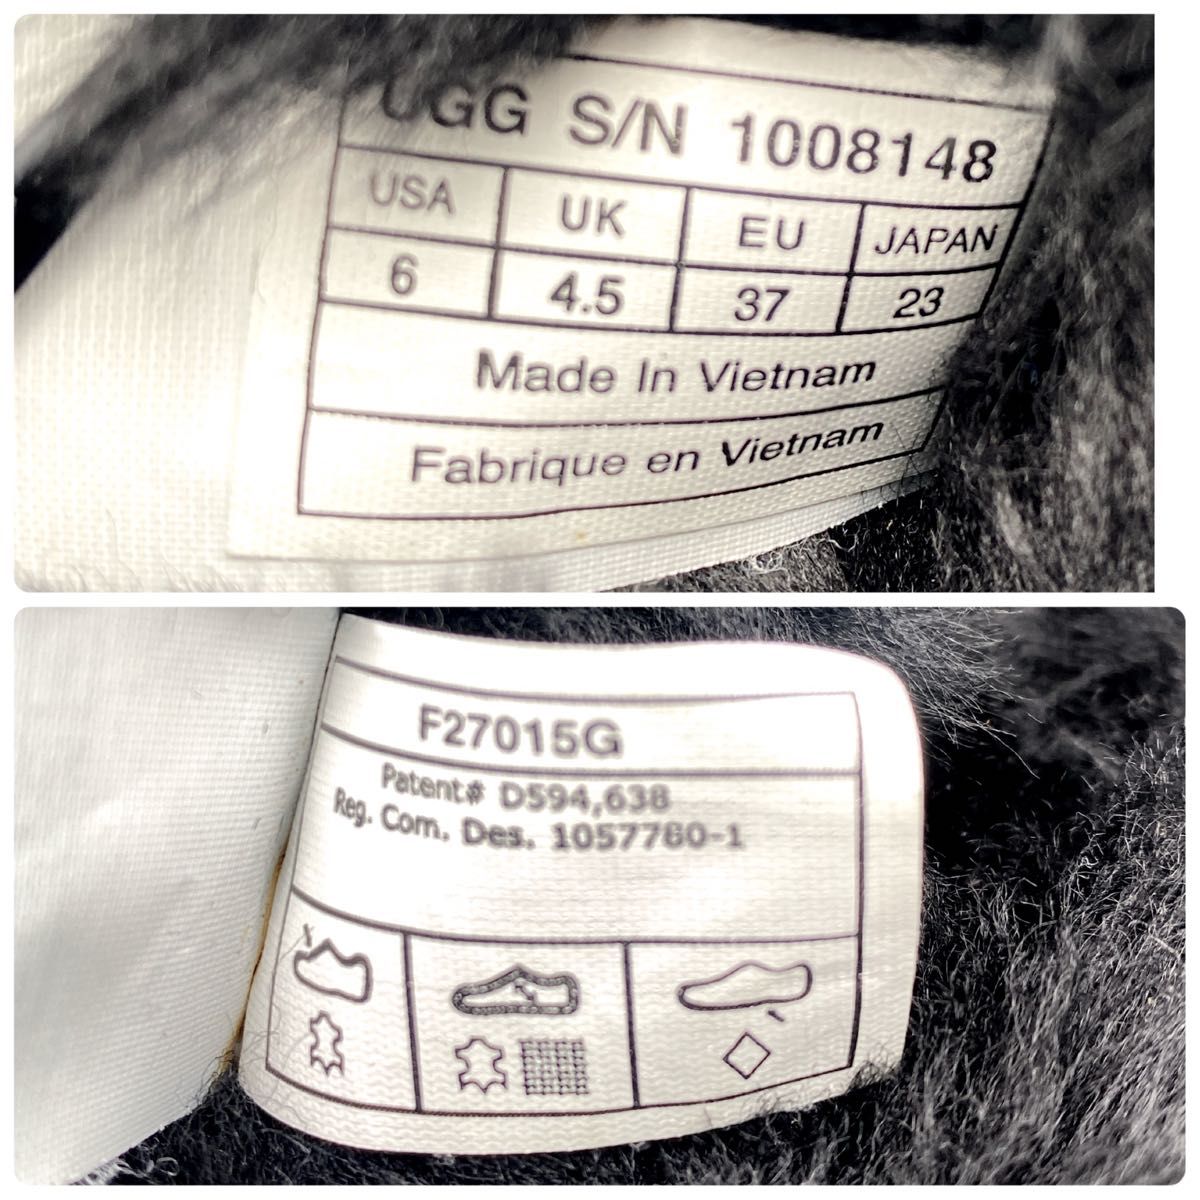 UGG S/N 1008148
USA UK EU JAPAN
6 4.5 37 23
Made In Vietnam
Fabrique en Vietnam
F27015G
Patent# D594,638
Reg. Com. Des. 1057760-1